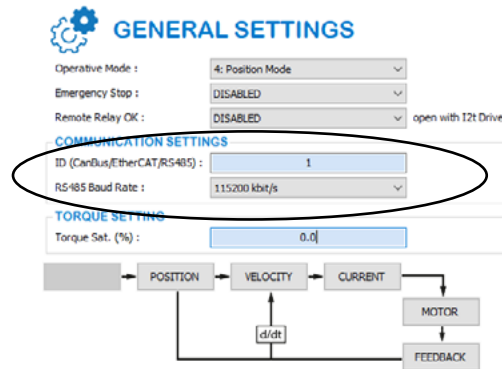 GENERAL SETTINGS
Operative Mode : 4: Position Mode
Emergency Stop : DISABLED
Remote Relay OK : DISABLED open with I2t Drive
COMMUNICATION SETTINGS
ID (CanBus/EtherCAT/RS485) : 1
RS485 Baud Rate : 115200 kbit/s
TORQUE SETTING
Torque Sat. (%) : 0.0
POSITION VELOCITY CURRENT
MOTOR
d/dt
FEEDBACK